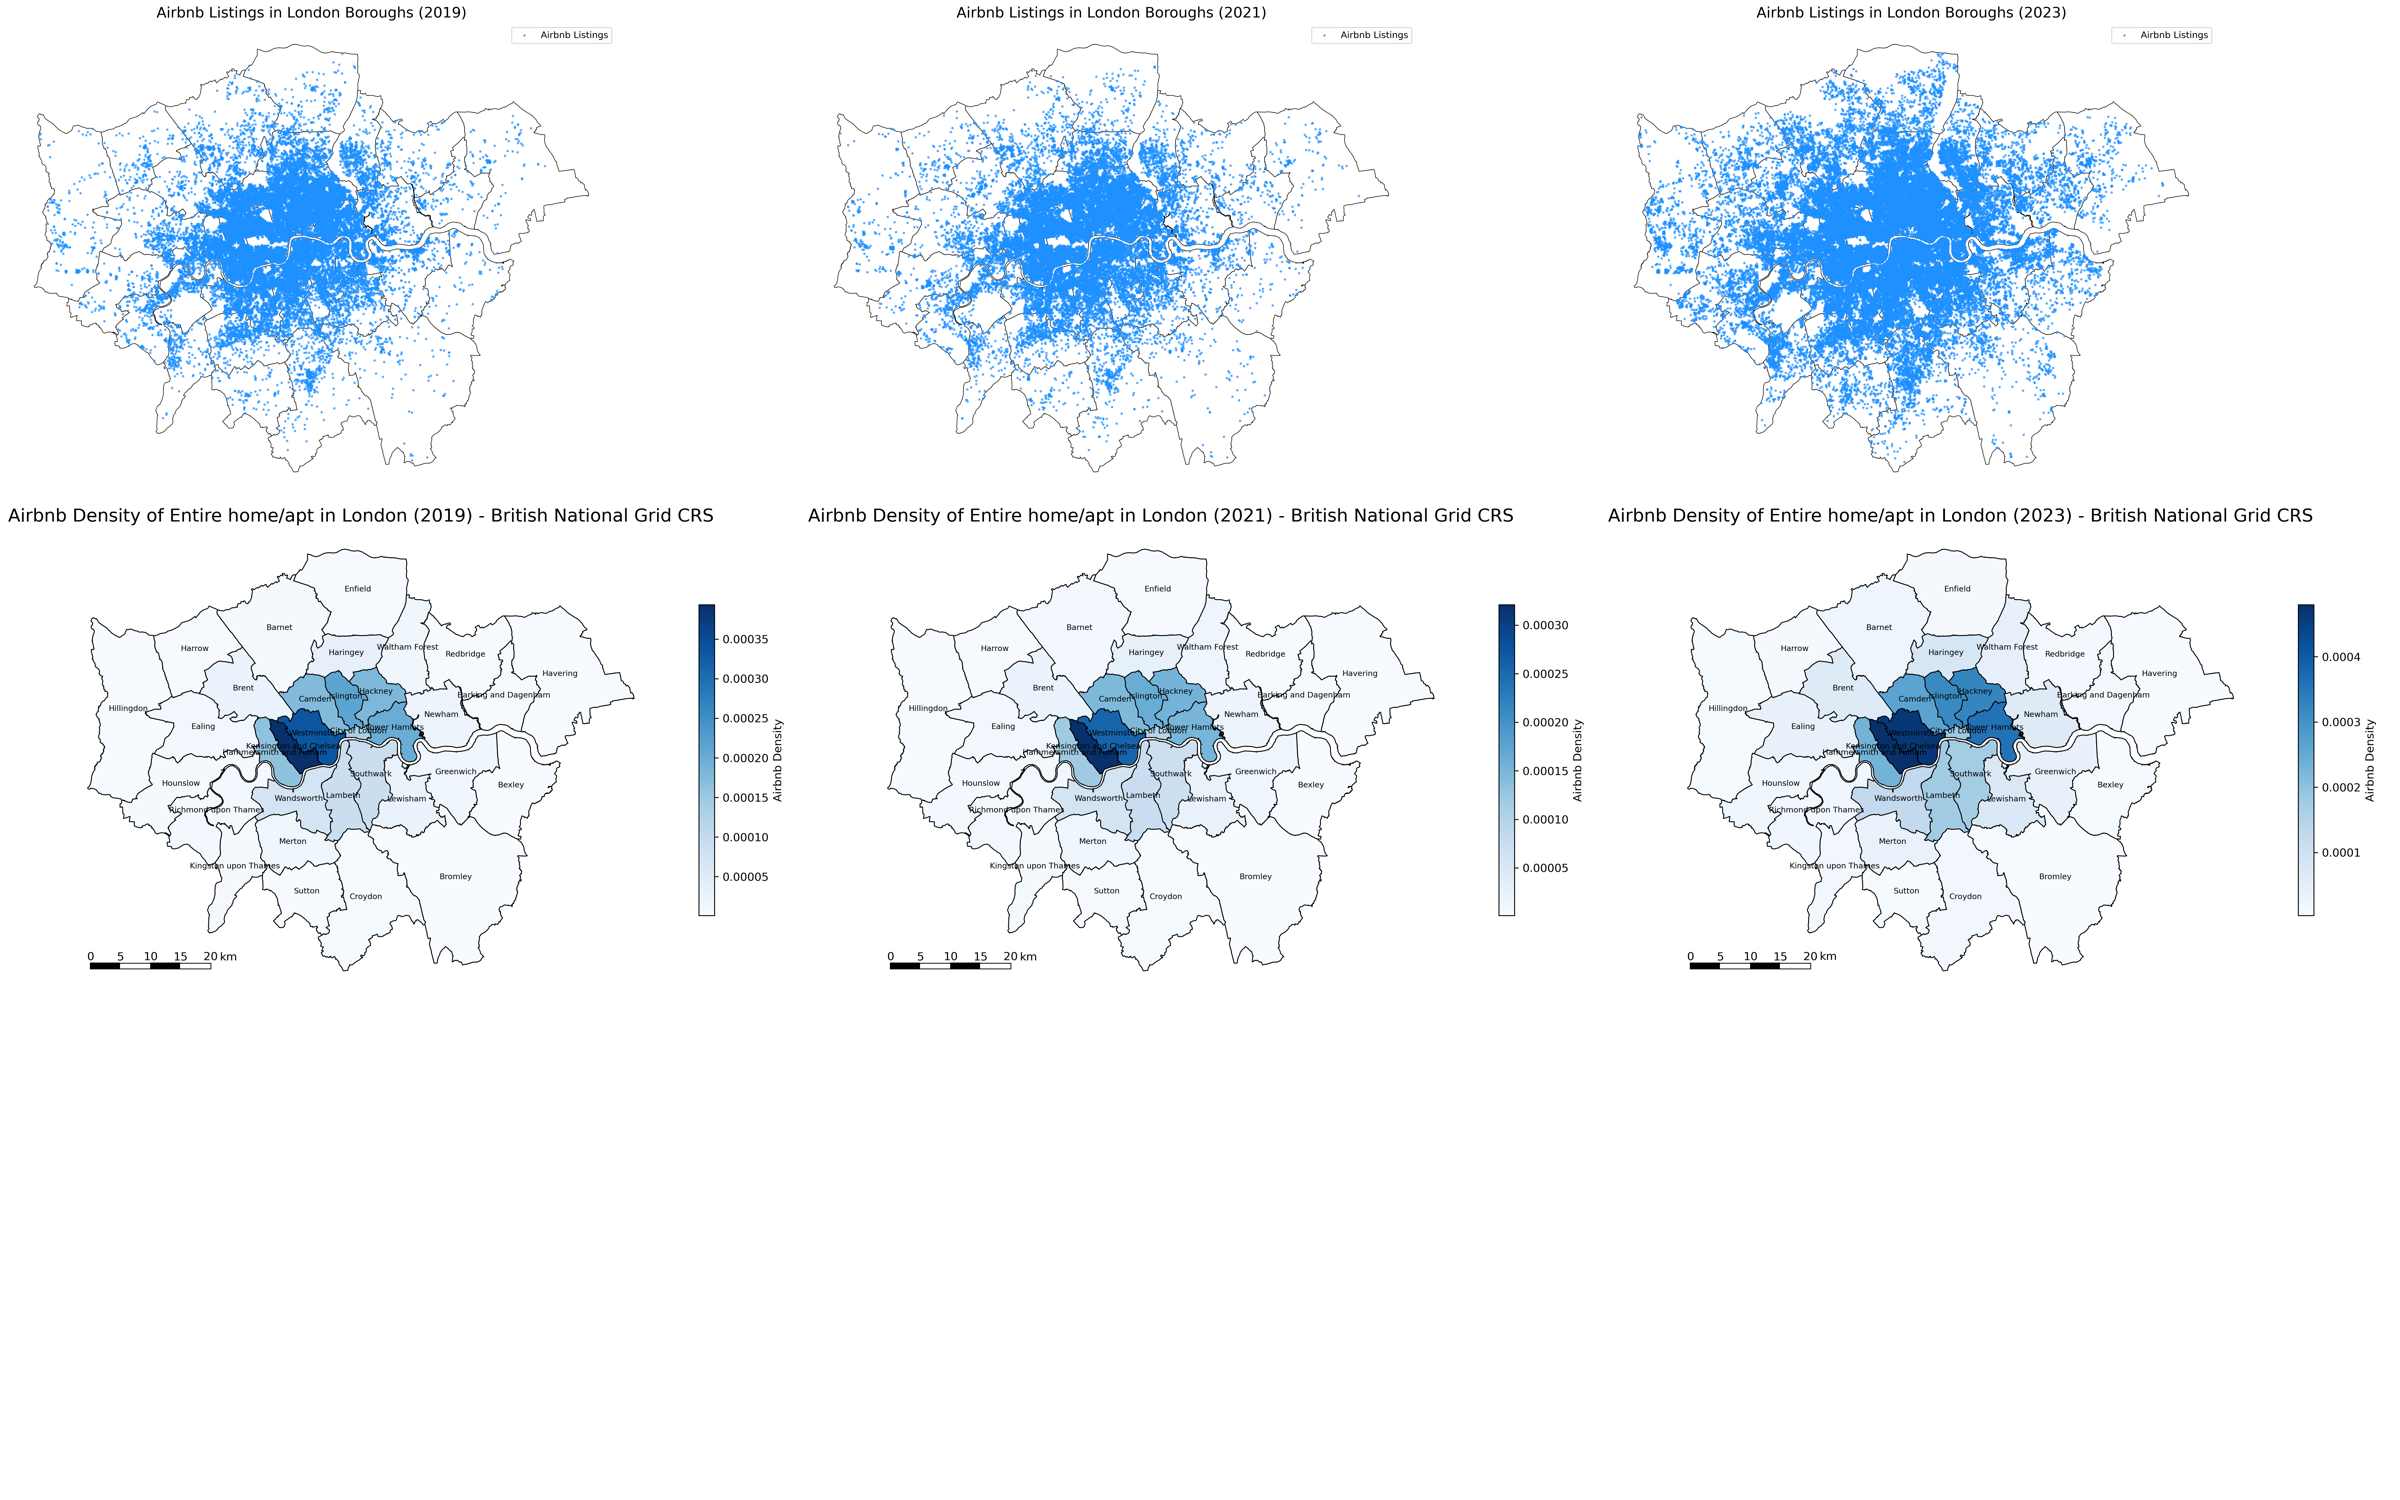 Airbnb Listings in London Boroughs (2019)
Airbnb Listings in London Boroughs (2021)
Airbnb Listings in London Boroughs (2023)
Airbnb Listings
Airbnb Listings
Airbnb Listings
Airbnb Density of Entire home/apt in London (2019) - British National Grid CRS
Enfield
Barnet
Harrow
Haringey
Waltham Forest
Redbridge
Havering
Brent
Camden
Islington
Hackney
Barking and Dagenham
Hillingdon
Ealing
Newham
Westminster
City of London
Tower Hamlets
Kensington and Chelsea
Hammersmith and Fulham
Hounslow
Southwark
Greenwich
Bexley
Wandsworth
Lambeth
Lewisham
Richmond upon Thames
Merton
Kingston upon Thames
Sutton
Croydon
Bromley
0 5 10 15 20 km
0.00035
0.00030
0.00025
0.00020
0.00015
0.00010
0.00005
Airbnb Density
Airbnb Density of Entire home/apt in London (2021) - British National Grid CRS
Enfield
Barnet
Harrow
Haringey
Waltham Forest
Redbridge
Havering
Brent
Camden
Islington
Hackney
Barking and Dagenham
Hillingdon
Ealing
Newham
Westminster
City of London
Tower Hamlets
Kensington and Chelsea
Hammersmith and Fulham
Hounslow
Southwark
Greenwich
Bexley
Wandsworth
Lambeth
Lewisham
Richmond upon Thames
Merton
Kingston upon Thames
Sutton
Croydon
Bromley
0 5 10 15 20 km
0.00030
0.00025
0.00020
0.00015
0.00010
0.00005
Airbnb Density
Airbnb Density of Entire home/apt in London (2023) - British National Grid CRS
Enfield
Barnet
Harrow
Haringey
Waltham Forest
Redbridge
Havering
Brent
Camden
Islington
Hackney
Barking and Dagenham
Hillingdon
Ealing
Newham
Westminster
City of London
Tower Hamlets
Kensington and Chelsea
Hammersmith and Fulham
Hounslow
Southwark
Greenwich
Bexley
Wandsworth
Lambeth
Lewisham
Richmond upon Thames
Merton
Kingston upon Thames
Sutton
Croydon
Bromley
0 5 10 15 20 km
0.0004
0.0003
0.0002
0.0001
Airbnb Density